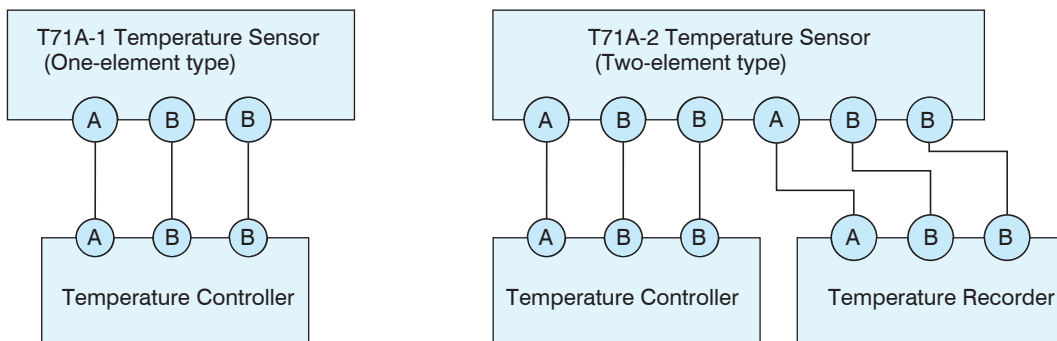 T71A-1 Temperature Sensor
(One-element type)
A B B
A B B
Temperature Controller
T71A-2 Temperature Sensor
(Two-element type)
A B B A B B
A B B
A B B
Temperature Controller
Temperature Recorder